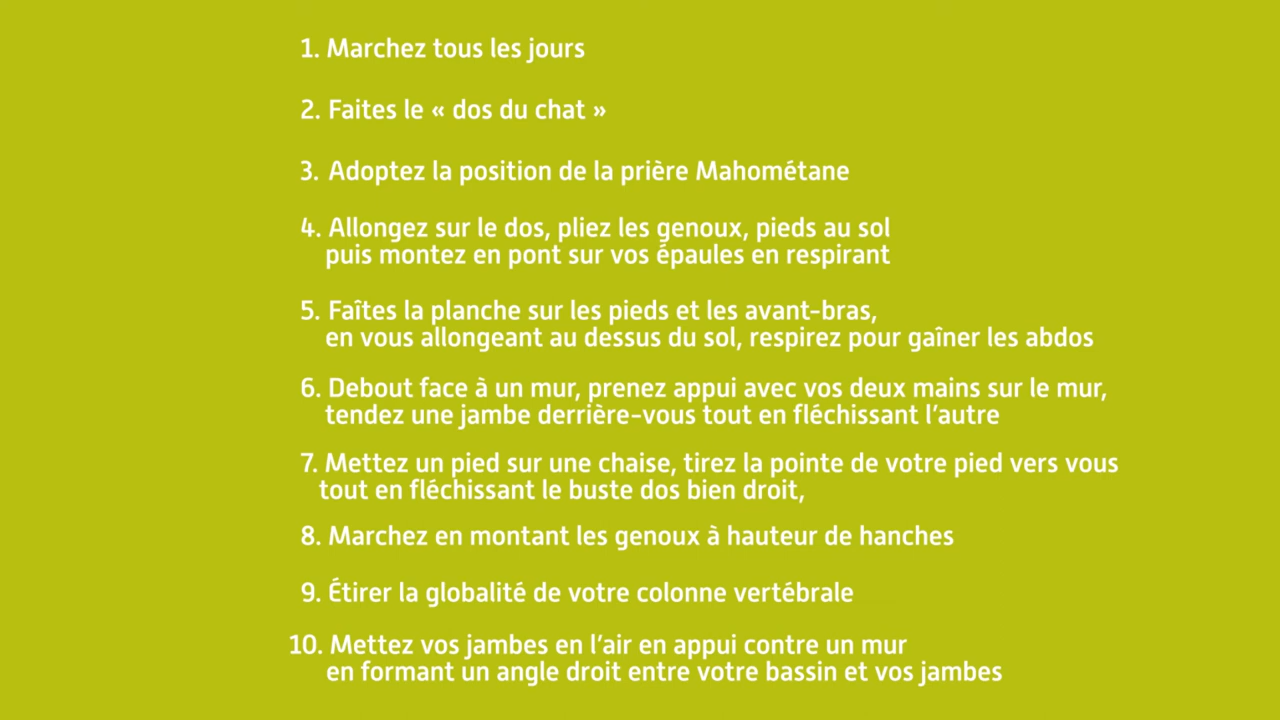 1. Marchez tous les jours
2. Faites le « dos du chat »
3. Adoptez la position de la prière Mahométane
4. Allongez sur le dos, pliez les genoux, pieds au sol
puis montez en pont sur vos épaules en respirant
5. Faîtes la planche sur les pieds et les avant-bras,
en vous allongeant au dessus du sol, respirez pour gaîner les abdos
6. Debout face à un mur, prenez appui avec vos deux mains sur le mur,
tendez une jambe derrière-vous tout en fléchissant l’autre
7. Mettez un pied sur une chaise, tirez la pointe de votre pied vers vous
tout en fléchissant le buste dos bien droit,
8. Marchez en montant les genoux à hauteur de hanches
9. Étirer la globalité de votre colonne vertébrale
10. Mettez vos jambes en l’air en appui contre un mur
en formant un angle droit entre votre bassin et vos jambes